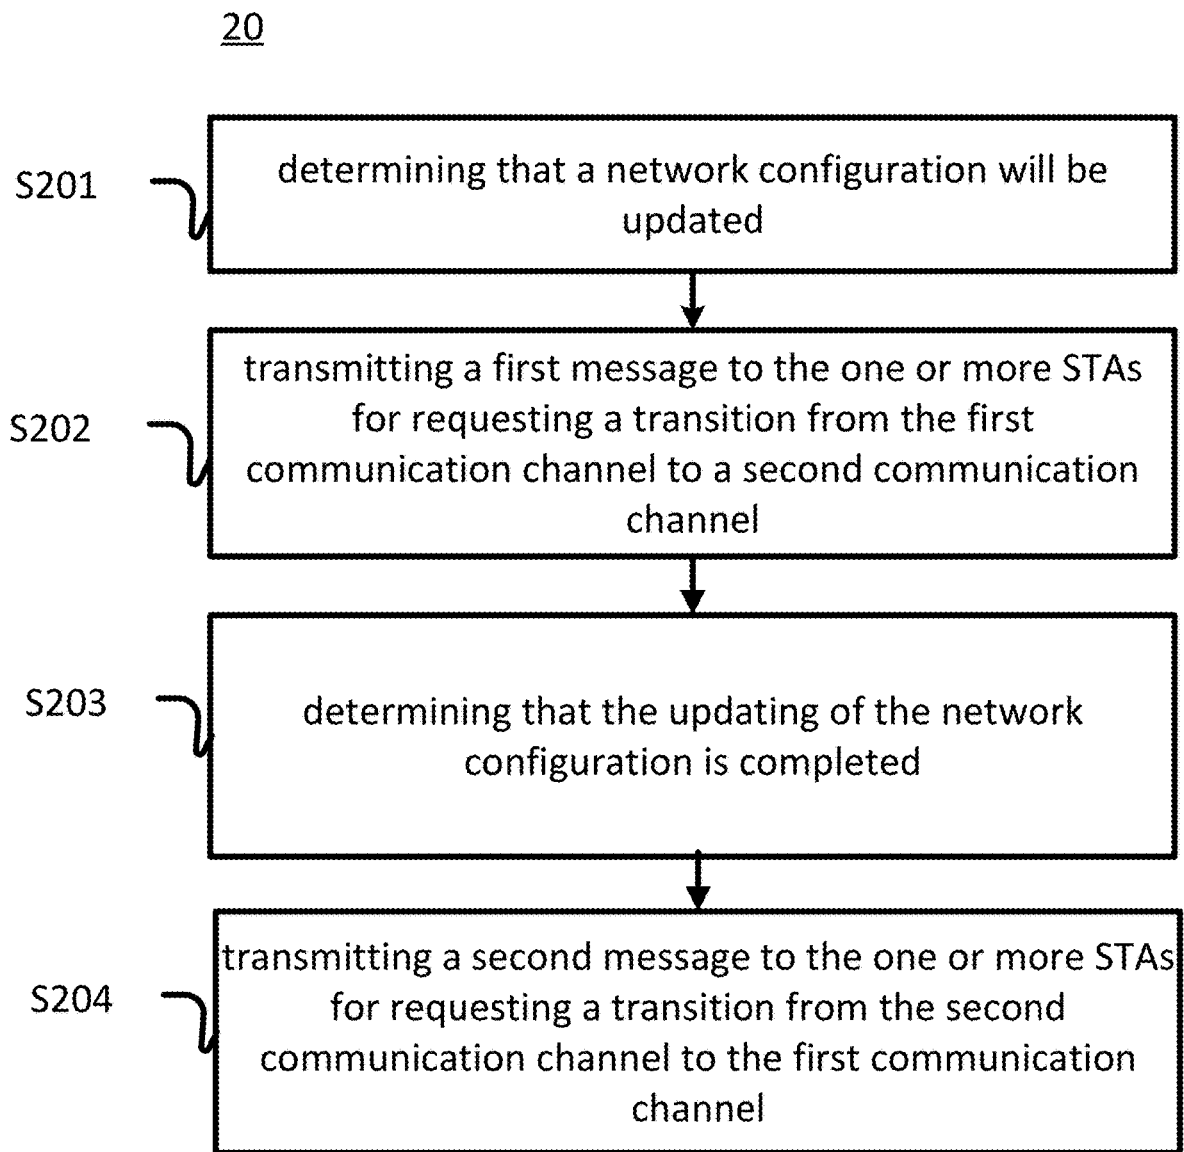 20
S201
determining that a network configuration will be
updated
S202
transmitting a first message to the one or more STAs
for requesting a transition from the first
communication channel to a second communication
channel
S203
determining that the updating of the network
configuration is completed
S204
transmitting a second message to the one or more STAs
for requesting a transition from the second
communication channel to the first communication
channel